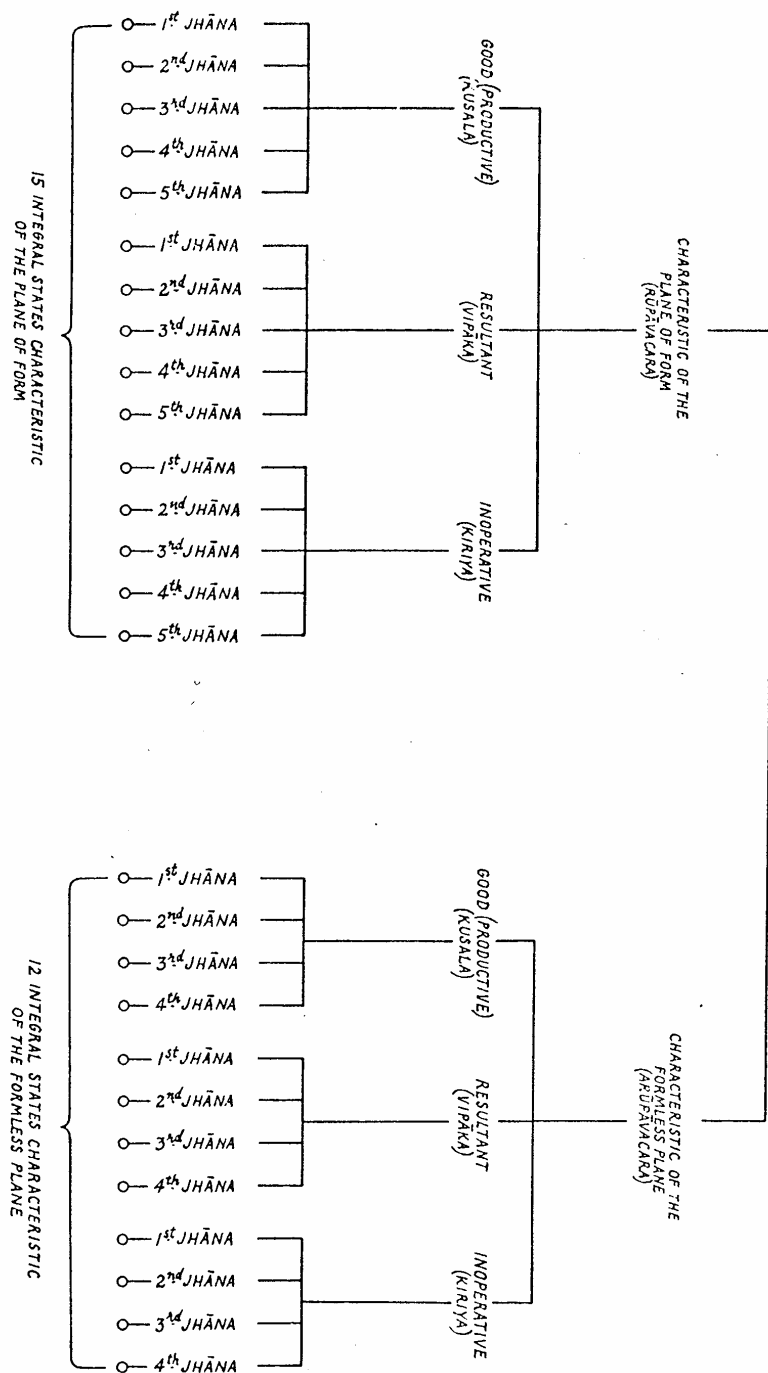 CHARACTERISTIC OF THE
PLANE OF FORM
(RŪPĀVACARA)
GOOD (PRODUCTIVE)
(KUSALA)
1st JHĀNA
2nd JHĀNA
3rd JHĀNA
4th JHĀNA
5th JHĀNA
RESULTANT
(VIPĀKA)
1st JHĀNA
2nd JHĀNA
3rd JHĀNA
4th JHĀNA
5th JHĀNA
INOPERATIVE
(KIRIYA)
1st JHĀNA
2nd JHĀNA
3rd JHĀNA
4th JHĀNA
5th JHĀNA
15 INTEGRAL STATES CHARACTERISTIC
OF THE PLANE OF FORM
CHARACTERISTIC OF THE
FORMLESS PLANE
(ARŪPĀVACARA)
GOOD (PRODUCTIVE)
(KUSALA)
1st JHĀNA
2nd JHĀNA
3rd JHĀNA
4th JHĀNA
RESULTANT
(VIPĀKA)
1st JHĀNA
2nd JHĀNA
3rd JHĀNA
4th JHĀNA
INOPERATIVE
(KIRIYA)
1st JHĀNA
2nd JHĀNA
3rd JHĀNA
4th JHĀNA
12 INTEGRAL STATES CHARACTERISTIC
OF THE FORMLESS PLANE